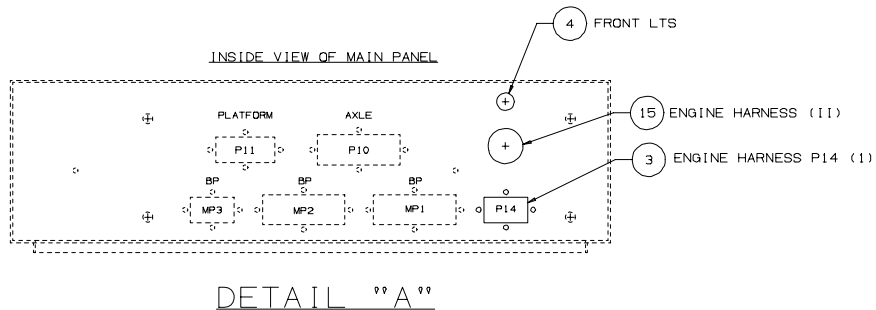 4 FRONT LTS
INSIDE VIEW OF MAIN PANEL
PLATFORM AXLE
15 ENGINE HARNESS (II)
P11 P10
3 ENGINE HARNESS P14 (1)
BP BP BP
MP3 MP2 MP1 P14
DETAIL "A"